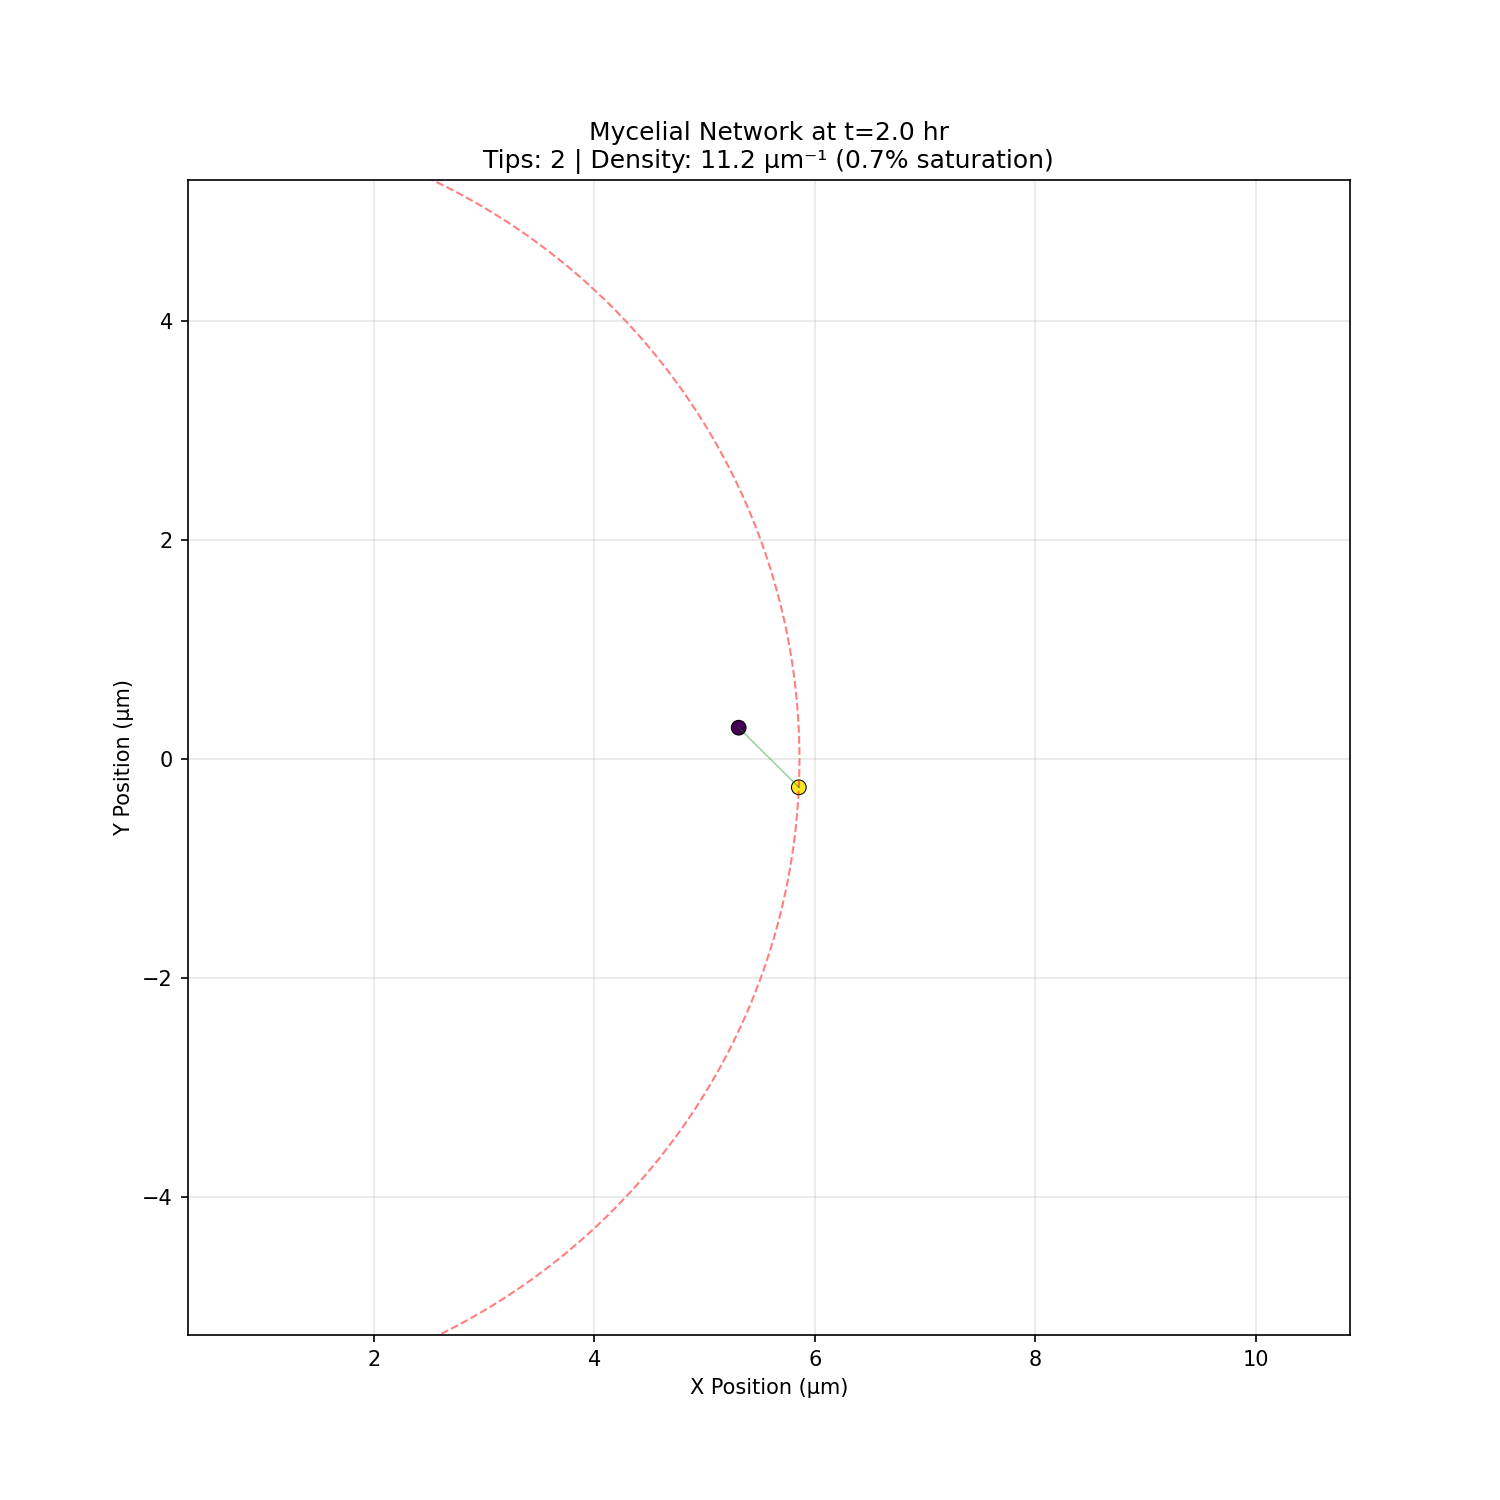 Mycelial Network at t=2.0 hr
Tips: 2 | Density: 11.2 µm⁻¹ (0.7% saturation)
4
2
0
−2
−4
Y Position (µm)
2 4 6 8 10
X Position (µm)